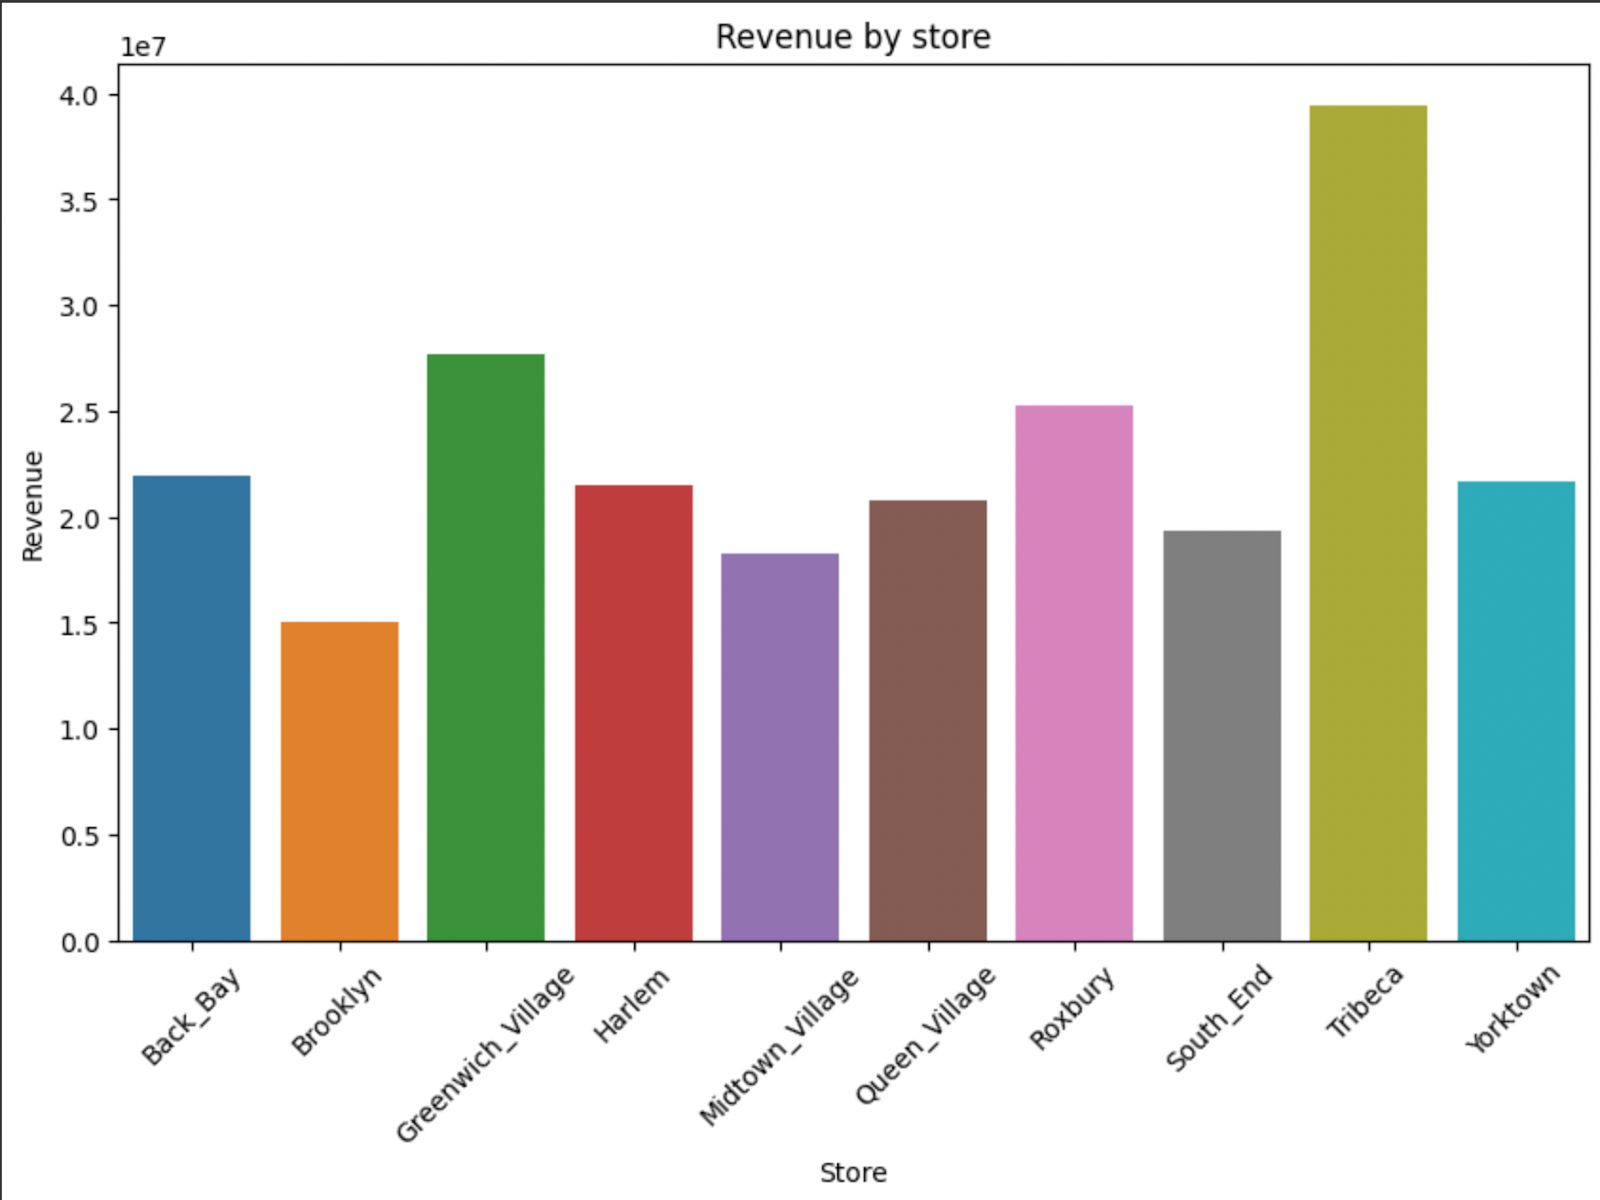 Revenue by store
1e7
4.0
3.5
3.0
2.5
2.0
1.5
1.0
0.5
0.0
Revenue
Back_Bay
Brooklyn
Greenwich_Village
Harlem
Midtown_Village
Queen_Village
Roxbury
South_End
Tribeca
Yorktown
Store